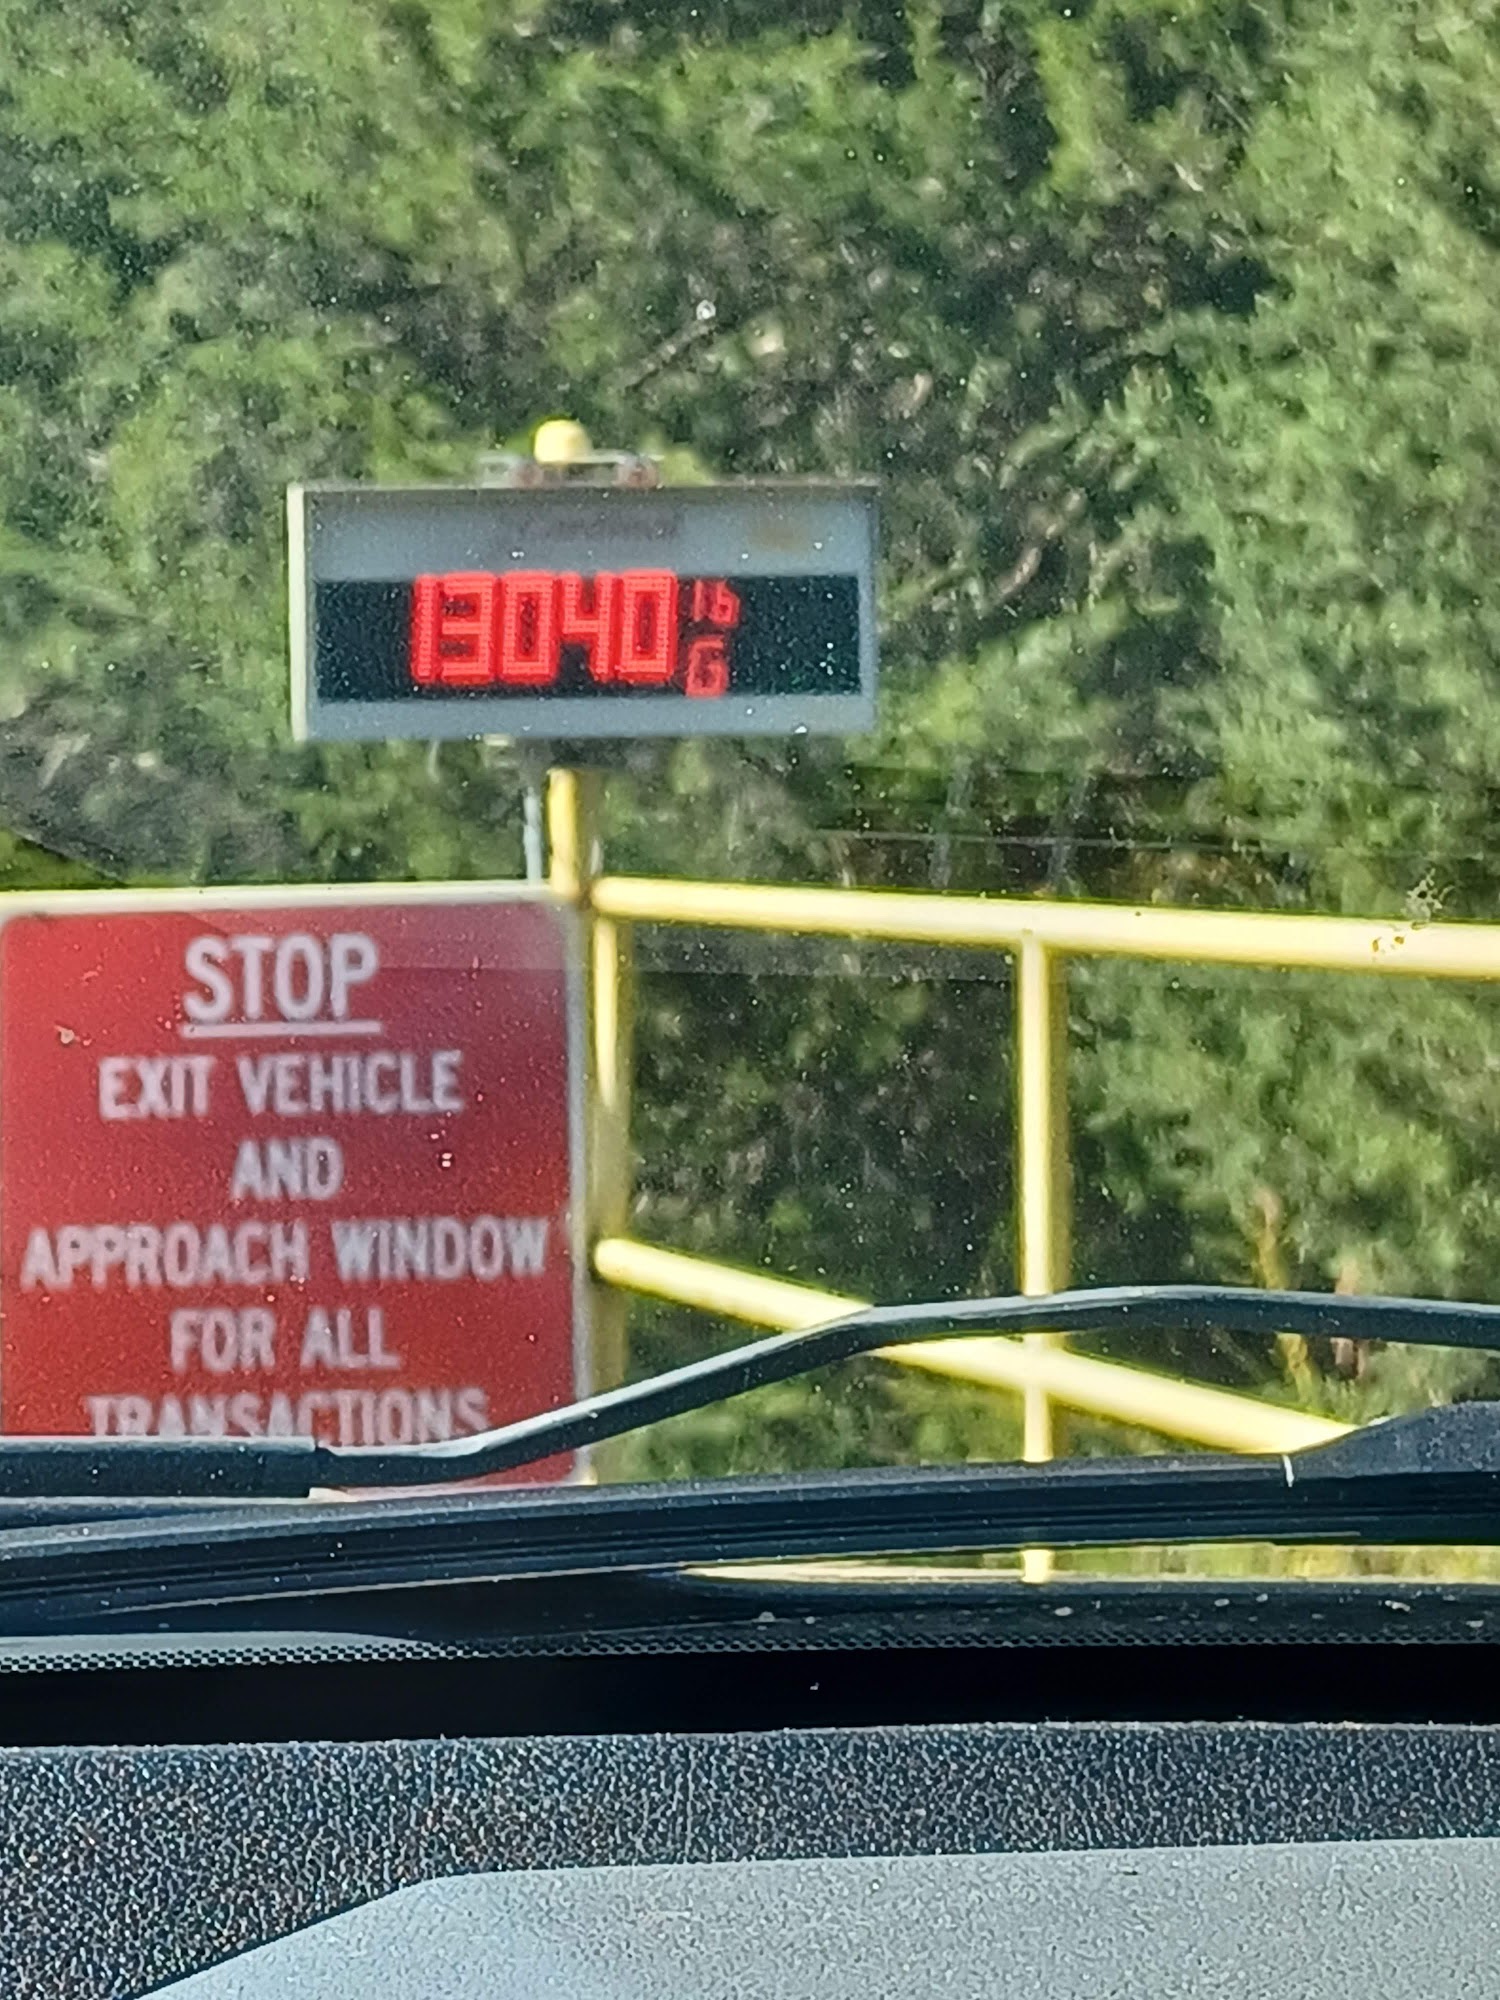 13040 lb
G
STOP
EXIT VEHICLE
AND
APPROACH WINDOW
FOR ALL
TRANSACTIONS